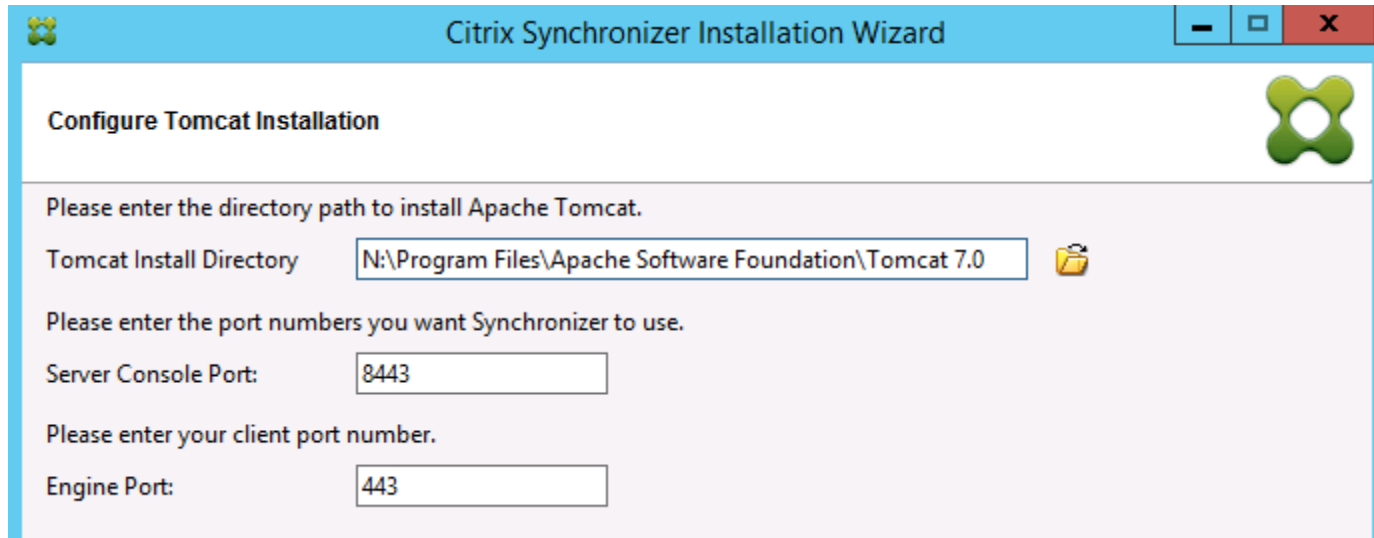 Citrix Synchronizer Installation Wizard
Configure Tomcat Installation
Please enter the directory path to install Apache Tomcat.
Tomcat Install Directory N:\Program Files\Apache Software Foundation\Tomcat 7.0
Please enter the port numbers you want Synchronizer to use.
Server Console Port: 8443
Please enter your client port number.
Engine Port: 443